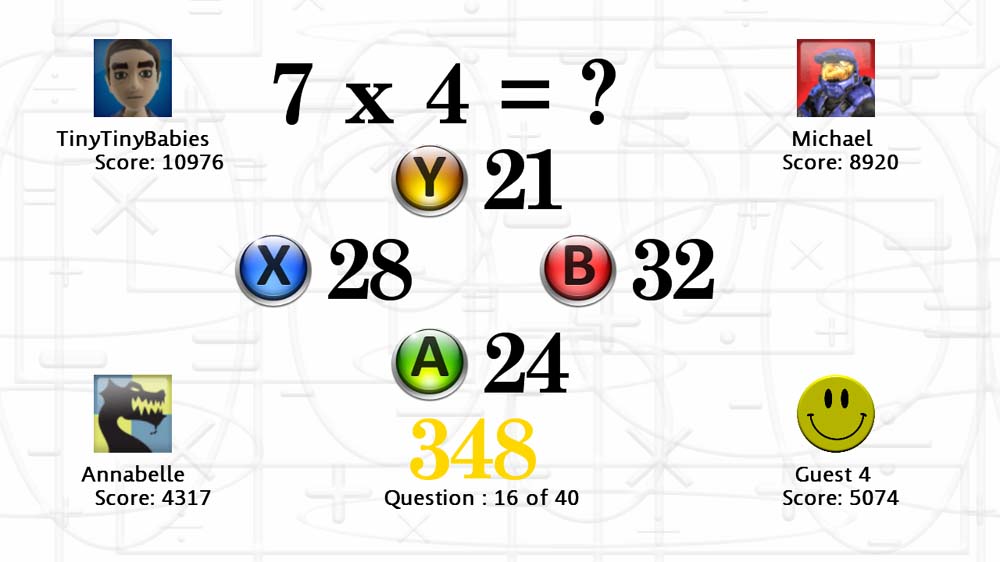 7 x 4 = ?
TinyTinyBabies
Score: 10976
Michael
Score: 8920
Y 21
X 28
B 32
A 24
348
Question : 16 of 40
Annabelle
Score: 4317
Guest 4
Score: 5074